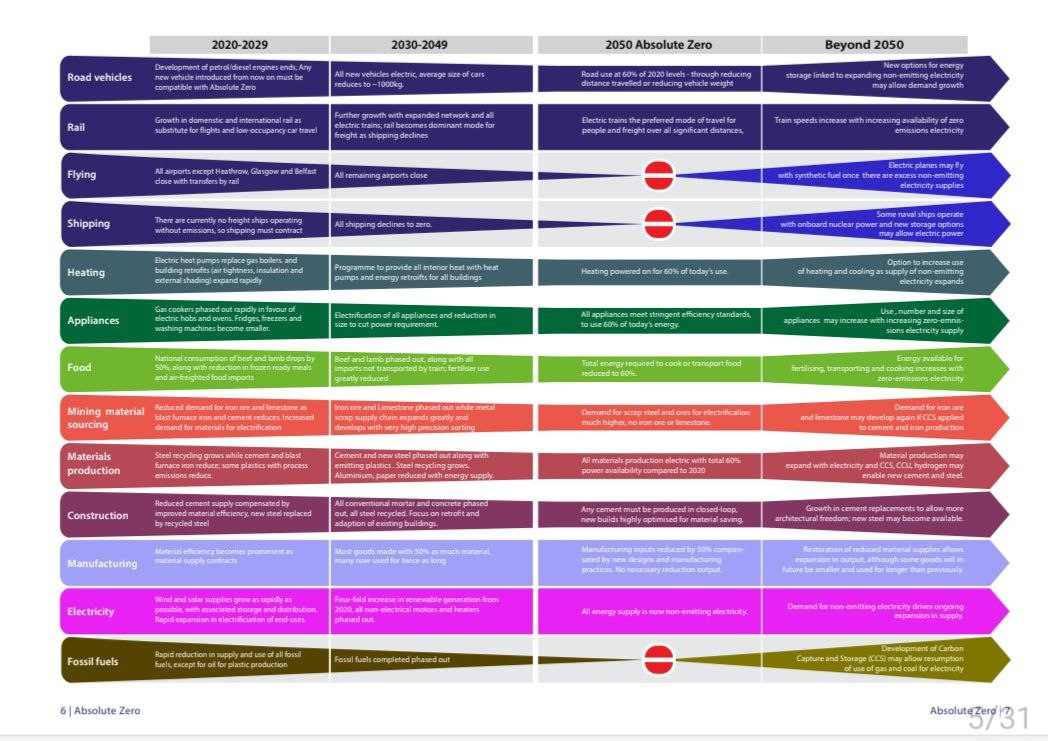 2020-2029
2030-2049
2050 Absolute Zero
Beyond 2050
Road vehicles
Development of petrol/diesel engines ends; Any
new vehicle introduced from now on must be
compatible with Absolute Zero
All new vehicles electric, average size of cars
reduces to ~1000kg.
Road use at 60% of 2020 levels - through reducing
distance travelled or reducing vehicle weight
New options for energy
storage linked to expanding non-emitting electricity
may allow demand growth
Rail
Growth in domenstic and international rail as
substitute for flights and low-occupancy car travel
Further growth with expanded network and all
electric trains; rail becomes dominant mode for
freight as shipping declines
Electric trains the preferred mode of travel for
people and freight over all significant distances,
Train speeds increase with increasing availability of zero
emissions electricity
Flying
All airports except Heathrow, Glasgow and Belfast
close with transfers by rail
All remaining airports close
Electric planes may fly
with synthetic fuel once there are excess non-emitting
electricity supplies
Shipping
There are currently no freight ships operating
without emissions, so shipping must contract
All shipping declines to zero.
Some naval ships operate
with onboard nuclear power and new storage options
may allow electric power
Heating
Electric heat pumps replace gas boilers, and
building retrofits (air tightness, insulation and
external shading) expand rapidly
Programme to provide all interior heat with heat
pumps and energy retroifts for all buildings
Heating powered on for 60% of today's use.
Option to increase use
of heating and cooling as supply of non-emitting
electricity expands
Appliances
Gas cookers phased out rapidly in favour of
electric hobs and ovens. Fridges, freezers and
washing machines become smaller.
Electrification of all appliances and reduction in
size to cut power requirement.
All appliances meet stringent efficiency standards,
to use 60% of today's energy.
Use , number and size of
appliances may increase with increasing zero-emnis-
sions electricity supply
Food
National consumption of beef and lamb drops by
50%, along with reduction in frozen ready meals
and air-freighted food imports
Beef and lamb phased out, along with all
imports not transported by train; fertiliser use
greatly reduced
Total energy required to cook or transport food
reduced to 60%.
Energy available for
fertilising, transporting and cooking increases with
zero-emissions electricity
Mining material
sourcing
Reduced demand for iron ore and limestone as
blast furnace iron and cement reduces. Increased
demand for materials for electrification
Iron ore and Limestone phased out while metal
scrap supply chain expands greatly and
develops with very high precision sorting
Demand for scrap steel and ores for electrification
much higher, no iron ore or limestone.
Demand for iron ore
and limestone may develop again if CCS applied
to cement and iron production
Materials
production
Steel recycling grows while cement and blast
furnace iron reduce; some plastics with process
emissions reduce.
Cement and new steel phased out along with
emitting plastics . Steel recycling grows.
Aluminium, paper reduced with energy supply.
All materials production electric with total 60%
power availability compared to 2020
Material production may
expand with electricity and CCS, CCU, hydrogen may
enable new cement and steel.
Construction
Reduced cement supply compensated by
improved material efficiency, new steel replaced
by recycled steel
All conventional mortar and concrete phased
out, all steel recycled. Focus on retrofit and
adaption of existing buildings.
Any cement must be produced in closed-loop,
new builds highly optimised for material saving.
Growth in cement replacements to allow more
architectural freedom; new steel may become available.
Manufacturing
Material efficiency becomes prominent as
material supply contracts
Most goods made with 50% as much material,
many now used for twice as long
Manufacturing inputs reduced by 50% compen-
sated by new designs and manufacturing
practices. No necessary reduction output.
Restoration of reduced material supplies allows
expansion in output, although some goods will in
future be smaller and used for longer than previously.
Electricity
Wind and solar supplies grow as rapidly as
possible, with associated storage and distribution.
Rapid expansion in electrificiation of end-uses.
Four-fold increase in renewable generation from
2020, all non-electrical motors and heaters
phased out.
All energy supply is now non-emitting electricity.
Demand for non-emitting electricity drives ongoing
expansion in supply.
Fossil fuels
Rapid reduction in supply and use of all fossil
fuels, except for oil for plastic production
Fossil fuels completed phased out
Development of Carbon
Capture and Storage (CCS) may allow resumption
of use of gas and coal for electricity
6 | Absolute Zero
Absolute Zero | 7
5/31